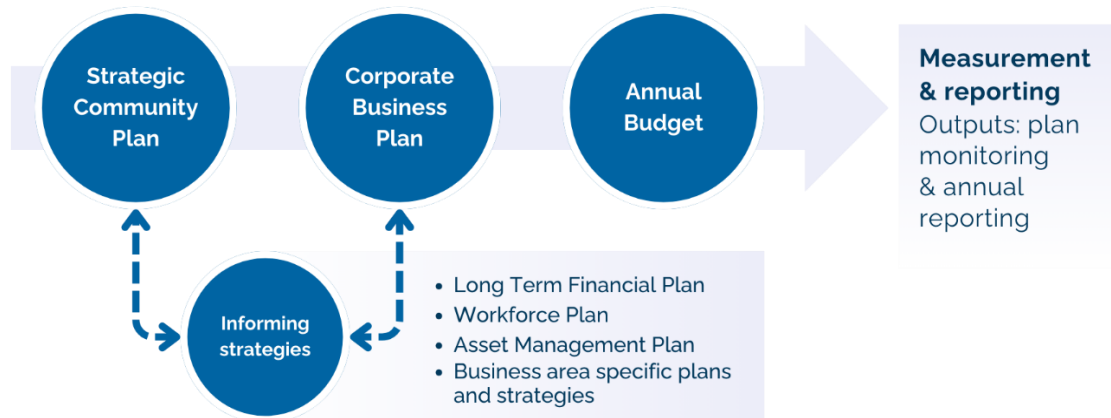 Strategic
Community
Plan
Corporate
Business
Plan
Annual
Budget
Measurement
& reporting
Outputs: plan
monitoring
& annual
reporting
Informing
strategies
• Long Term Financial Plan
• Workforce Plan
• Asset Management Plan
• Business area specific plans
and strategies